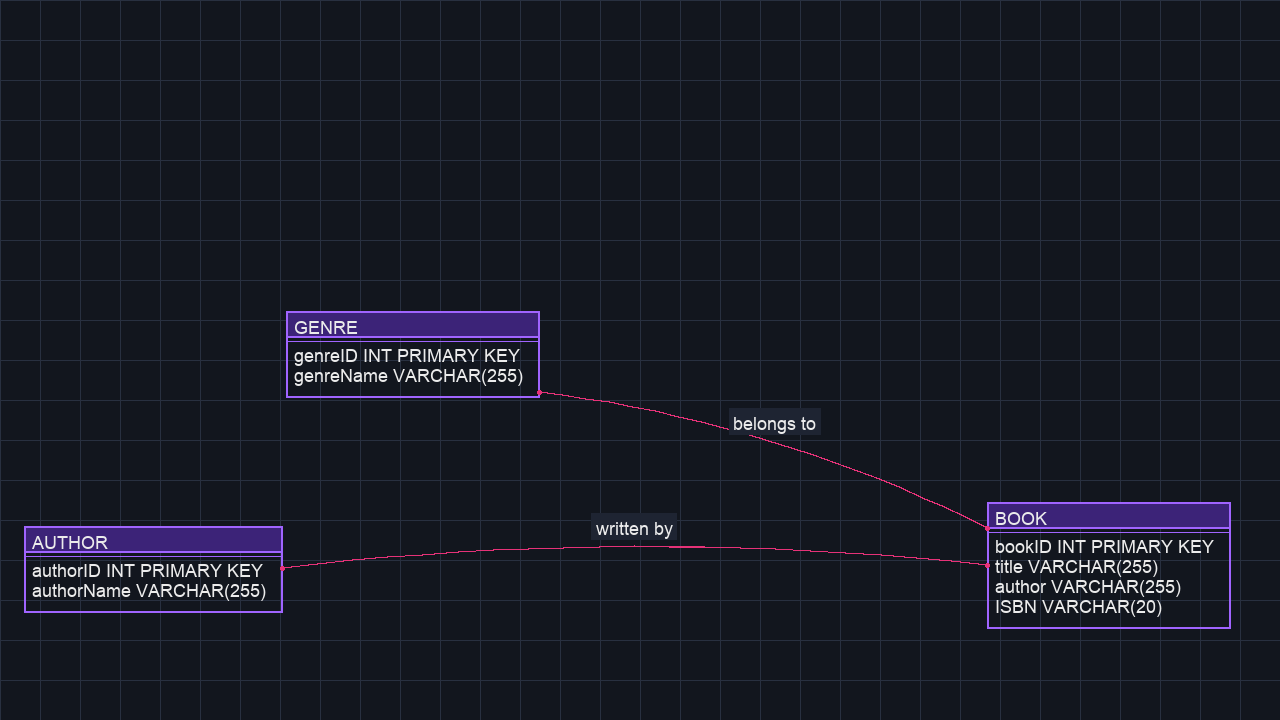 GENRE
genreID INT PRIMARY KEY
genreName VARCHAR(255)
belongs to
written by
AUTHOR
authorID INT PRIMARY KEY
authorName VARCHAR(255)
BOOK
bookID INT PRIMARY KEY
title VARCHAR(255)
author VARCHAR(255)
ISBN VARCHAR(20)